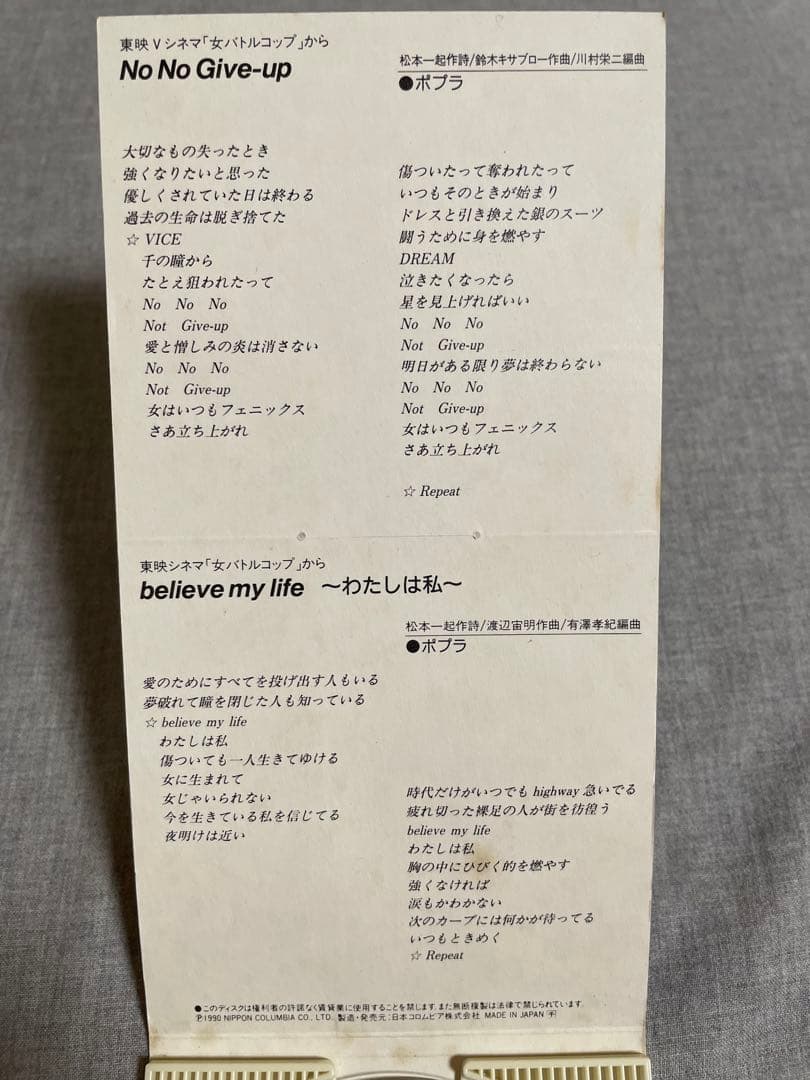 東映Vシネマ「女バトルコップ」から
No No Give-up
松本一起作詩/鈴木キサブロー作曲/川村栄二編曲
●ポプラ
大切なもの失ったとき
強くなりたいと思った
優しくされていた日は終わる
過去の生命は脱ぎ捨てた
☆ VICE
千の瞳から
たとえ狙われたって
No No No
Not Give-up
愛と憎しみの炎は消さない
No No No
Not Give-up
女はいつもフェニックス
さあ立ち上がれ
傷ついたって奪われたって
いつもそのときが始まり
ドレスと引き換えた銀のスーツ
闘うために身を燃やす
DREAM
泣きたくなったら
星を見上げればいい
No No No
Not Give-up
明日がある限り夢は終わらない
No No No
Not Give-up
女はいつもフェニックス
さあ立ち上がれ
☆ Repeat
東映シネマ「女バトルコップ」から
believe my life ～わたしは私～
松本一起作詩/渡辺宙明作曲/有澤孝紀編曲
●ポプラ
愛のためにすべてを投げ出す人もいる
夢破れて瞳を閉じた人も知っている
☆ believe my life
わたしは私
傷ついても一人生きてゆける
女に生まれて
女じゃいられない
今を生きている私を信じてる
夜明けは近い
時代だけがいつでも highway 急いでる
疲れ切った裸足の人が街を彷徨う
believe my life
わたしは私
胸の中にひびく的を燃やす
強くなければ
涙もかわかない
次のカーブには何かが待ってる
いつもときめく
☆ Repeat
●このディスクは権利者の許諾なく賃貸業に使用することを禁じます。また無断複製は法律で禁じられています。
Ⓟ1990 NIPPON COLUMBIA CO., LTD. 製造・発売元:日本コロムビア株式会社 MADE IN JAPAN